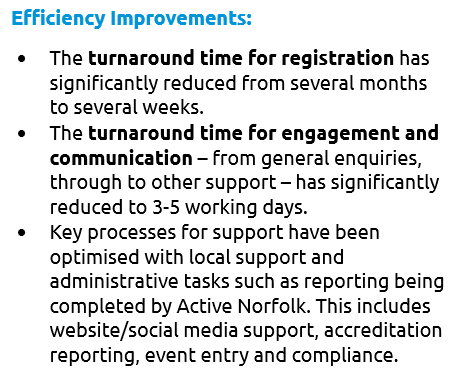 Efficiency Improvements:
• The turnaround time for registration has
significantly reduced from several months
to several weeks.
• The turnaround time for engagement and
communication – from general enquiries,
through to other support – has significantly
reduced to 3-5 working days.
• Key processes for support have been
optimised with local support and
administrative tasks such as reporting being
completed by Active Norfolk. This includes
website/social media support, accreditation
reporting, event entry and compliance.